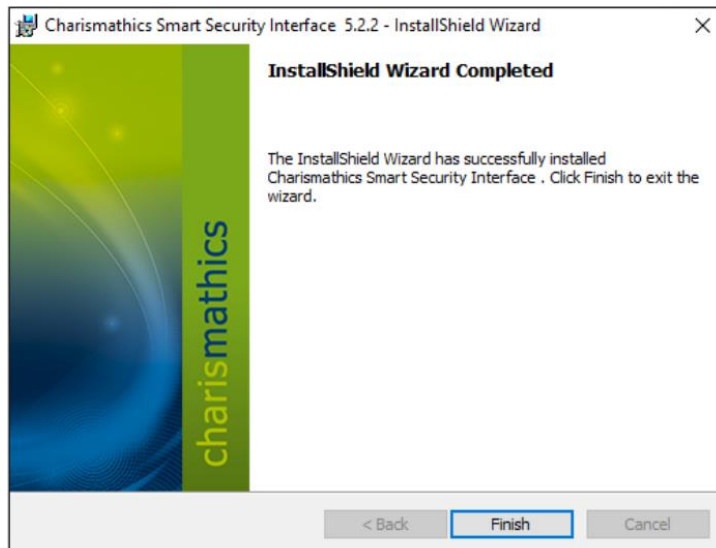 Charismathics Smart Security Interface 5.2.2 - InstallShield Wizard
InstallShield Wizard Completed
The InstallShield Wizard has successfully installed
Charismathics Smart Security Interface . Click Finish to exit the
wizard.
charismathics
< Back
Finish
Cancel